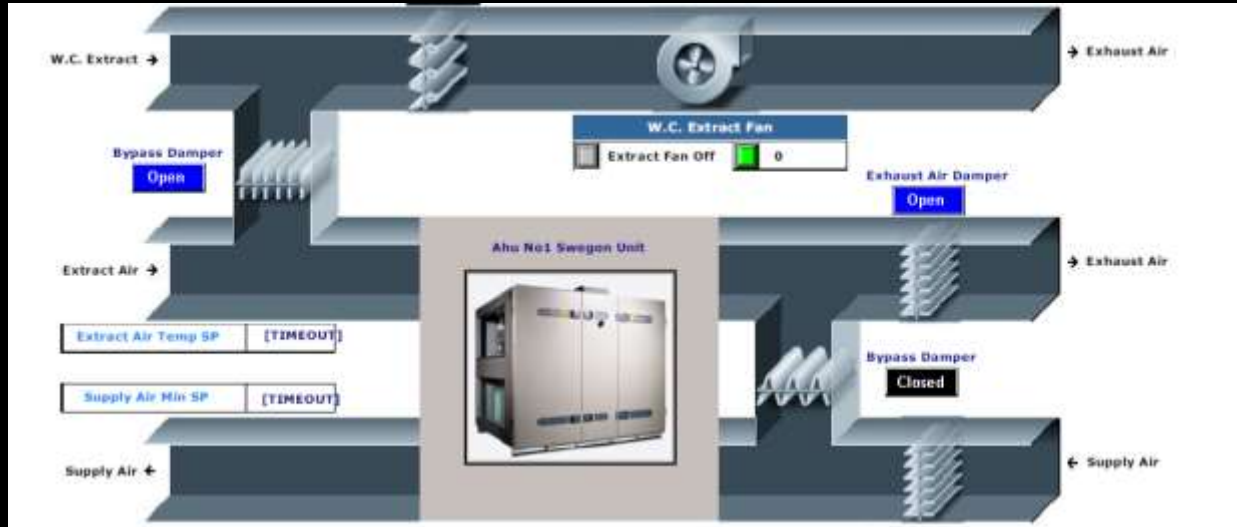 W.C. Extract →
→ Exhaust Air
W.C. Extract Fan
Extract Fan Off 0
Bypass Damper
Open
Exhaust Air Damper
Open
Ahu No1 Swegon Unit
Extract Air →
→ Exhaust Air
Extract Air Temp SP [TIMEOUT]
Bypass Damper
Closed
Supply Air Min SP [TIMEOUT]
Supply Air ←
← Supply Air